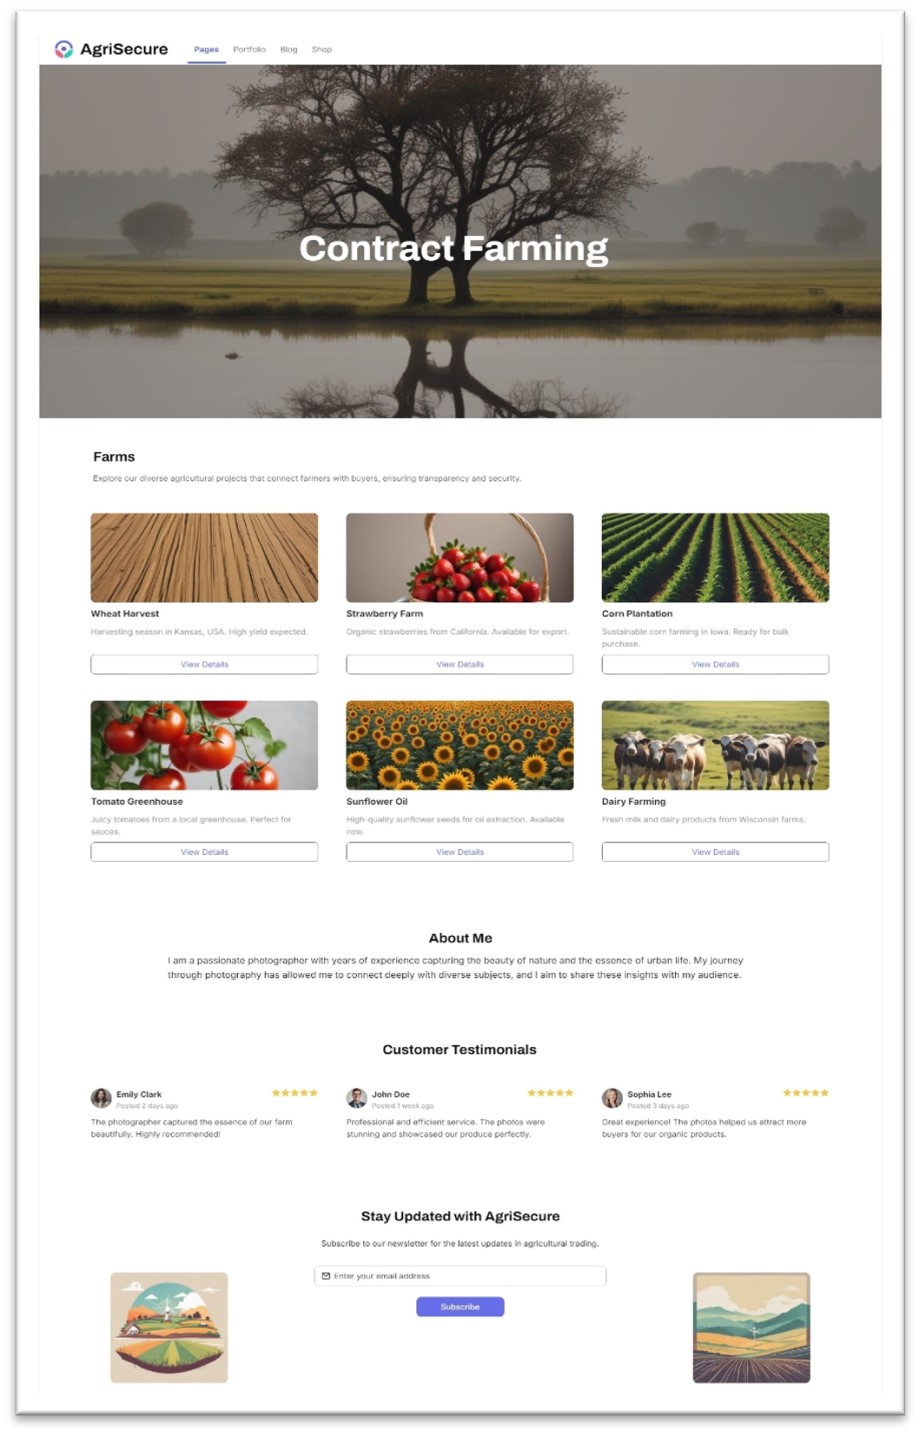 AgriSecure Pages Portfolio Blog Shop
Contract Farming
Farms
Explore our diverse agricultural projects that connect farmers with buyers, ensuring transparency and security.
Wheat Harvest
Harvesting season in Kansas, USA. High yield expected.
View Details
Strawberry Farm
Organic strawberries from California. Available for export.
View Details
Corn Plantation
Sustainable corn farming in Iowa. Ready for bulk
purchase.
View Details
Tomato Greenhouse
Juicy tomatoes from a local greenhouse. Perfect for
sauces.
View Details
Sunflower Oil
High-quality sunflower seeds for oil extraction. Available
now.
View Details
Dairy Farming
Fresh milk and dairy products from Wisconsin farms.
View Details
About Me
I am a passionate photographer with years of experience capturing the beauty of nature and the essence of urban life. My journey
through photography has allowed me to connect deeply with diverse subjects, and I aim to share these insights with my audience.
Customer Testimonials
Emily Clark
Posted 2 days ago
The photographer captured the essence of our farm
beautifully. Highly recommended!
John Doe
Posted 1 week ago
Professional and efficient service. The photos were
stunning and showcased our produce perfectly.
Sophia Lee
Posted 3 days ago
Great experience! The photos helped us attract more
buyers for our organic products.
Stay Updated with AgriSecure
Subscribe to our newsletter for the latest updates in agricultural trading.
Enter your email address
Subscribe